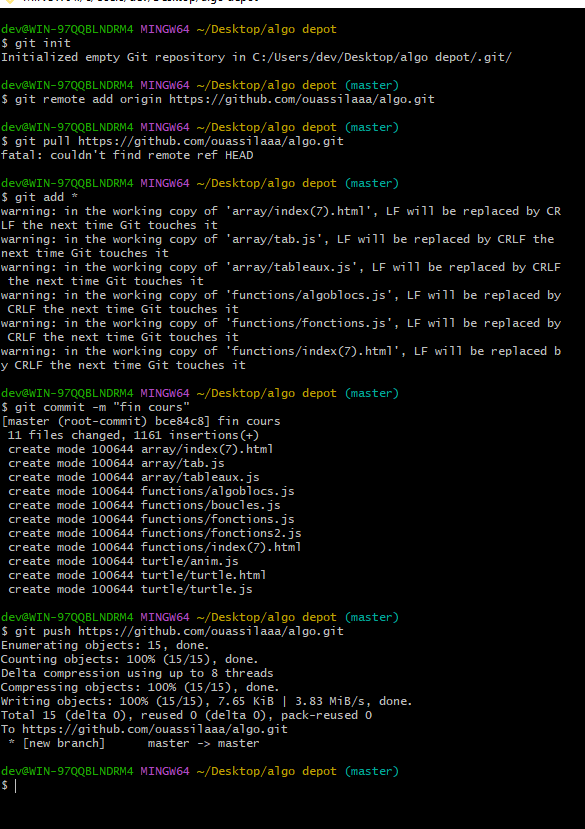 dev@WIN-97QQBLNDRM4 MINGW64 ~/Desktop/algo depot
$ git init
Initialized empty Git repository in C:/Users/dev/Desktop/algo depot/.git/
dev@WIN-97QQBLNDRM4 MINGW64 ~/Desktop/algo depot (master)
$ git remote add origin https://github.com/ouassilaaa/algo.git
dev@WIN-97QQBLNDRM4 MINGW64 ~/Desktop/algo depot (master)
$ git pull https://github.com/ouassilaaa/algo.git
fatal: couldn't find remote ref HEAD
dev@WIN-97QQBLNDRM4 MINGW64 ~/Desktop/algo depot (master)
$ git add *
warning: in the working copy of 'array/index(7).html', LF will be replaced by CR
LF the next time Git touches it
warning: in the working copy of 'array/tab.js', LF will be replaced by CRLF the
next time Git touches it
warning: in the working copy of 'array/tableaux.js', LF will be replaced by CRLF
 the next time Git touches it
warning: in the working copy of 'functions/algoblocs.js', LF will be replaced by
 CRLF the next time Git touches it
warning: in the working copy of 'functions/fonctions.js', LF will be replaced by
 CRLF the next time Git touches it
warning: in the working copy of 'functions/index(7).html', LF will be replaced b
y CRLF the next time Git touches it
dev@WIN-97QQBLNDRM4 MINGW64 ~/Desktop/algo depot (master)
$ git commit -m "fin cours"
[master (root-commit) bce84c8] fin cours
 11 files changed, 1161 insertions(+)
 create mode 100644 array/index(7).html
 create mode 100644 array/tab.js
 create mode 100644 array/tableaux.js
 create mode 100644 functions/algoblocs.js
 create mode 100644 functions/boucles.js
 create mode 100644 functions/fonctions.js
 create mode 100644 functions/fonctions2.js
 create mode 100644 functions/index(7).html
 create mode 100644 turtle/anim.js
 create mode 100644 turtle/turtle.html
 create mode 100644 turtle/turtle.js
dev@WIN-97QQBLNDRM4 MINGW64 ~/Desktop/algo depot (master)
$ git push https://github.com/ouassilaaa/algo.git
Enumerating objects: 15, done.
Counting objects: 100% (15/15), done.
Delta compression using up to 8 threads
Compressing objects: 100% (15/15), done.
Writing objects: 100% (15/15), 7.65 KiB | 3.83 MiB/s, done.
Total 15 (delta 0), reused 0 (delta 0), pack-reused 0
To https://github.com/ouassilaaa/algo.git
 * [new branch]      master -> master
dev@WIN-97QQBLNDRM4 MINGW64 ~/Desktop/algo depot (master)
$